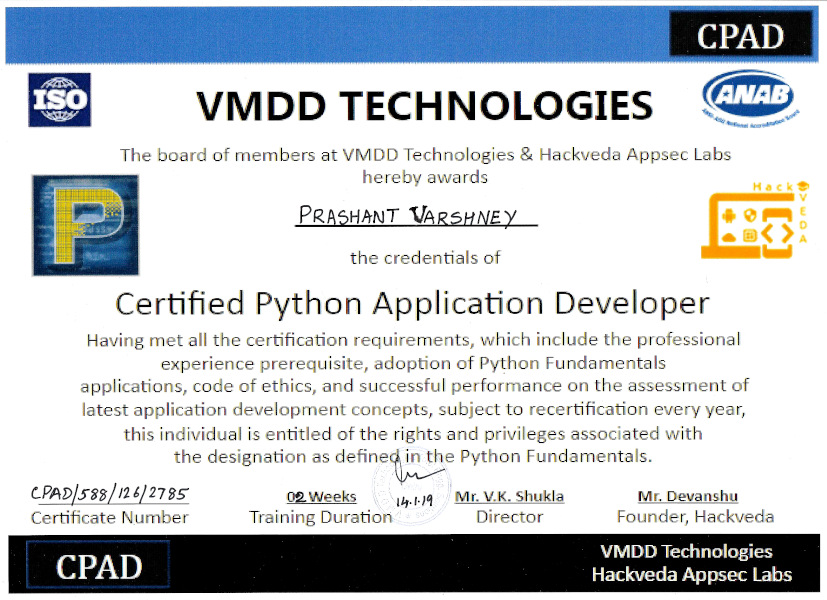 CPAD
ISO
VMDD TECHNOLOGIES
ANAB
ANSI-ASQ National Accreditation Board
The board of members at VMDD Technologies & Hackveda Appsec Labs
hereby awards
P
Hack
VEDA
PRASHANT VARSHNEY
the credentials of
Certified Python Application Developer
Having met all the certification requirements, which include the professional
experience prerequisite, adoption of Python Fundamentals
applications, code of ethics, and successful performance on the assessment of
latest application development concepts, subject to recertification every year,
this individual is entitled of the rights and privileges associated with
the designation as defined in the Python Fundamentals.
CPAD/588/126/2785
Certificate Number
02 Weeks
Training Duration
14.1.19
Mr. V.K. Shukla
Director
Mr. Devanshu
Founder, Hackveda
CPAD
VMDD Technologies
Hackveda Appsec Labs